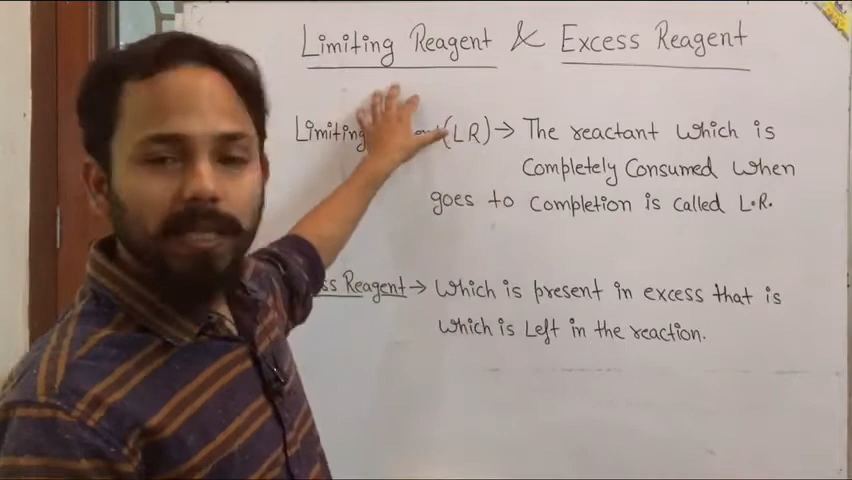 Limiting Reagent & Excess Reagent
Limiting (LR) → The reactant which is
Completely Consumed when
goes to completion is called L.R.
Reagent → Which is present in excess that is
which is Left in the reaction.